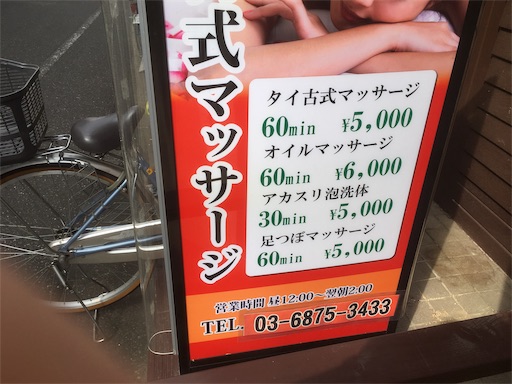 式マッサージ
タイ古式マッサージ
60min ¥5,000
オイルマッサージ
60min ¥6,000
アカスリ泡洗体
30min ¥5,000
足つぼマッサージ
60min ¥5,000
営業時間 昼12:00～翌朝2:00
TEL. 03-6875-3433